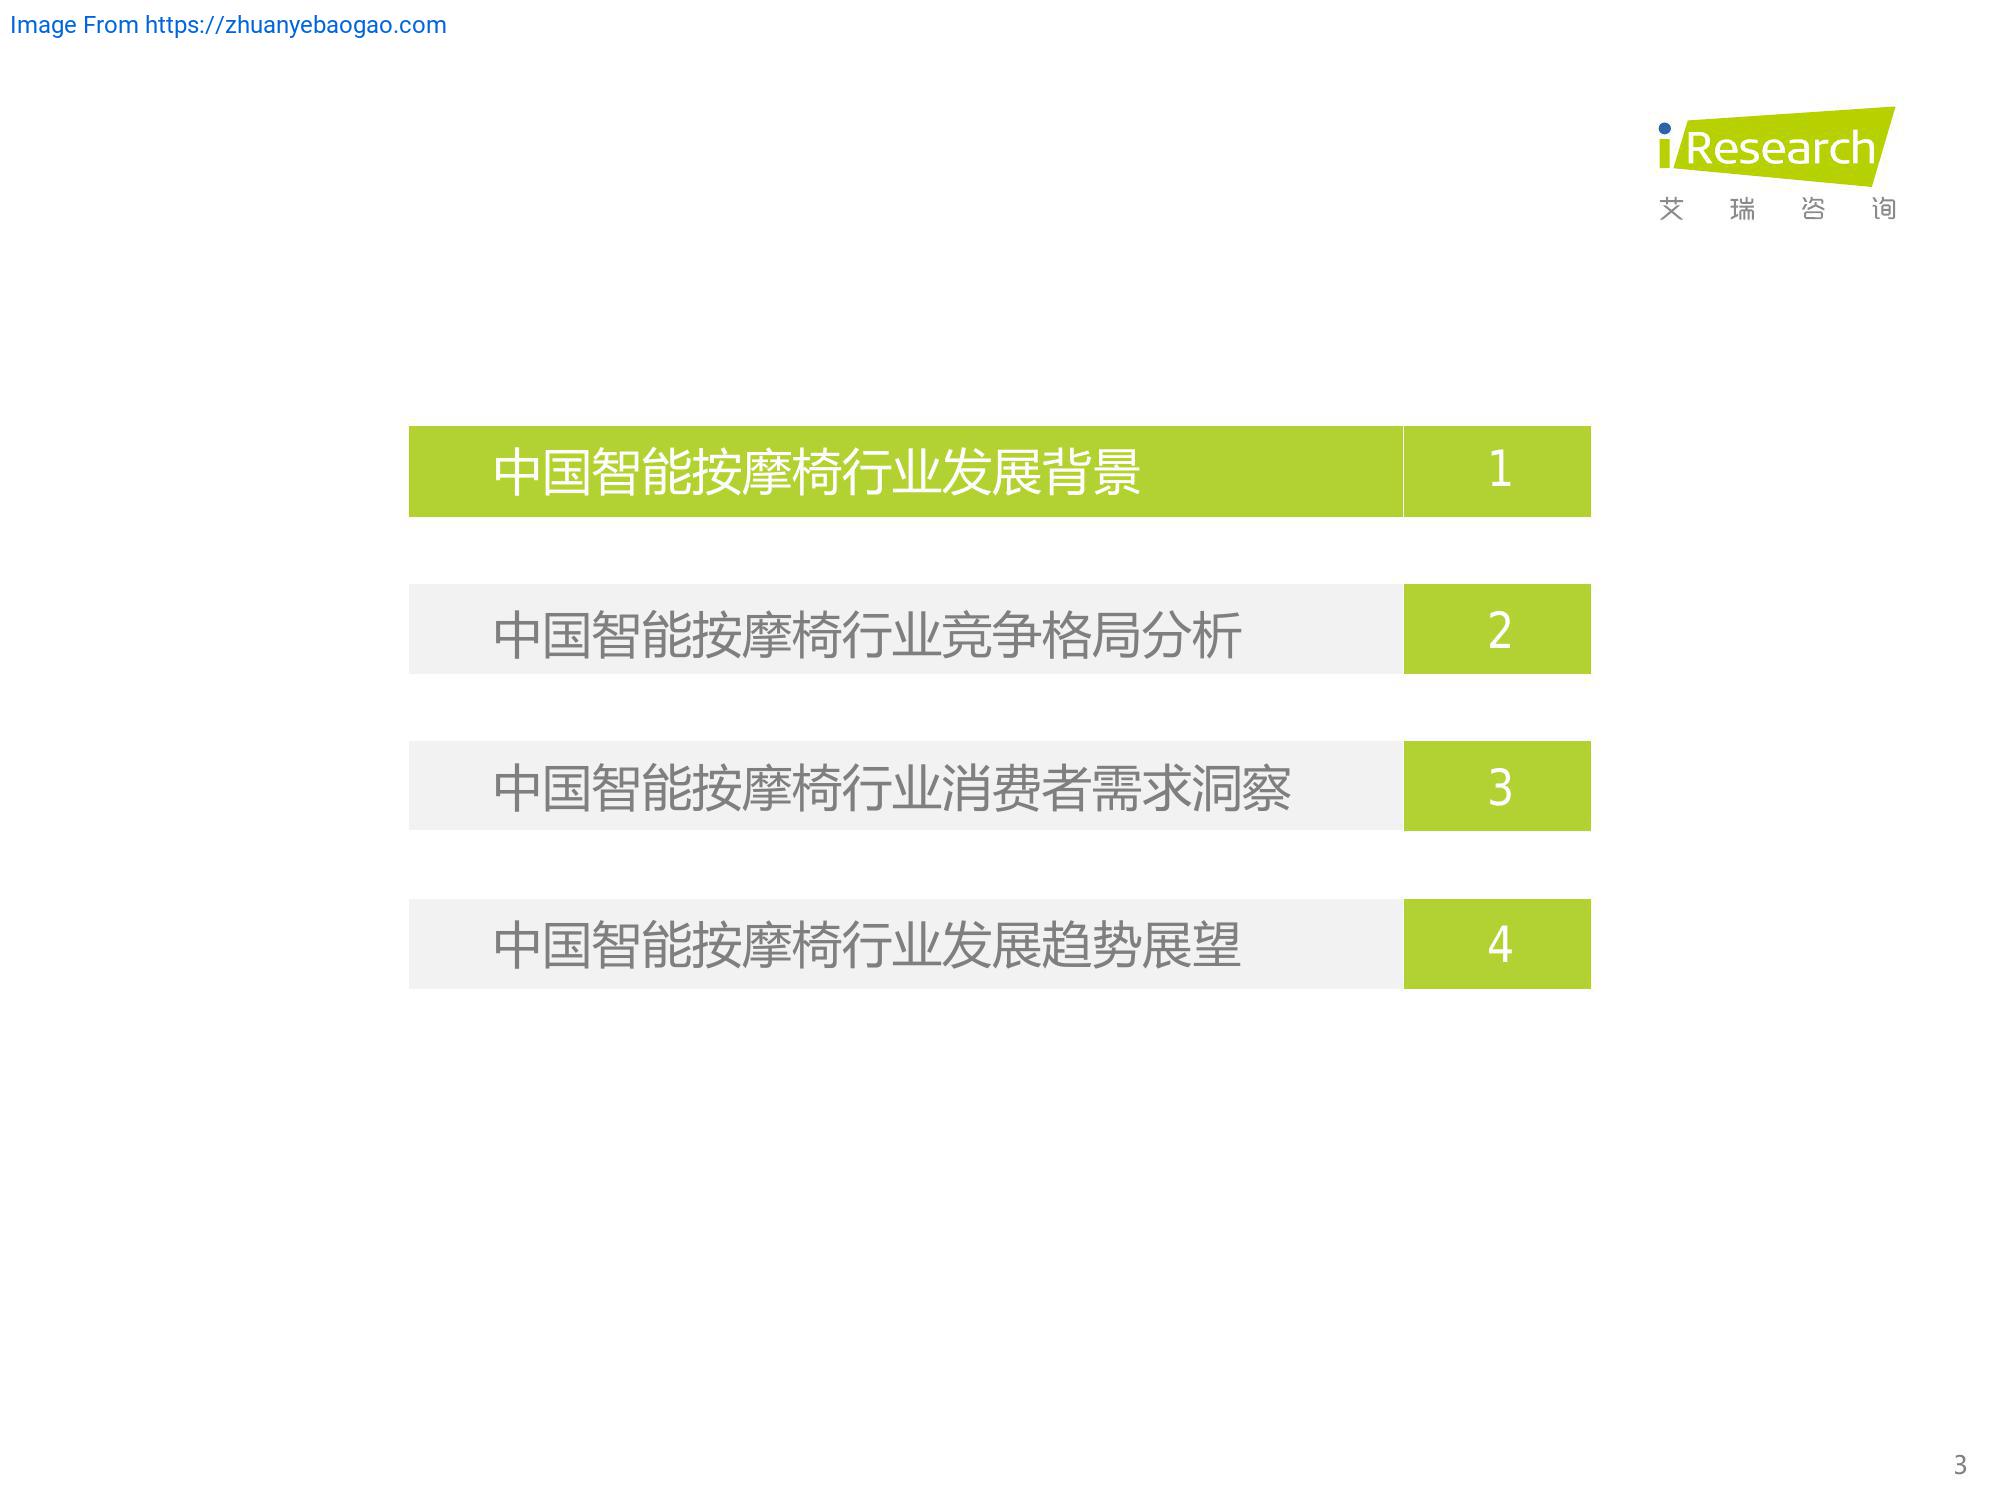 Image From https://zhuanyebaogao.com
iResearch
艾瑞咨询
中国智能按摩椅行业发展背景 1
中国智能按摩椅行业竞争格局分析 2
中国智能按摩椅行业消费者需求洞察 3
中国智能按摩椅行业发展趋势展望 4
3